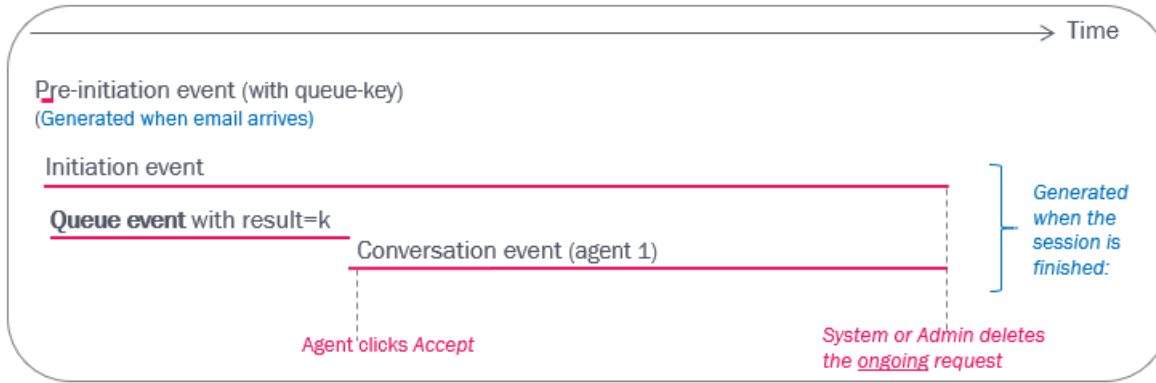 Time
Pre-initiation event (with queue-key)
(Generated when email arrives)
Initiation event
Queue event with result=k
Conversation event (agent 1)
Generated
when the
session is
finished:
Agent clicks Accept
System or Admin deletes
the ongoing request